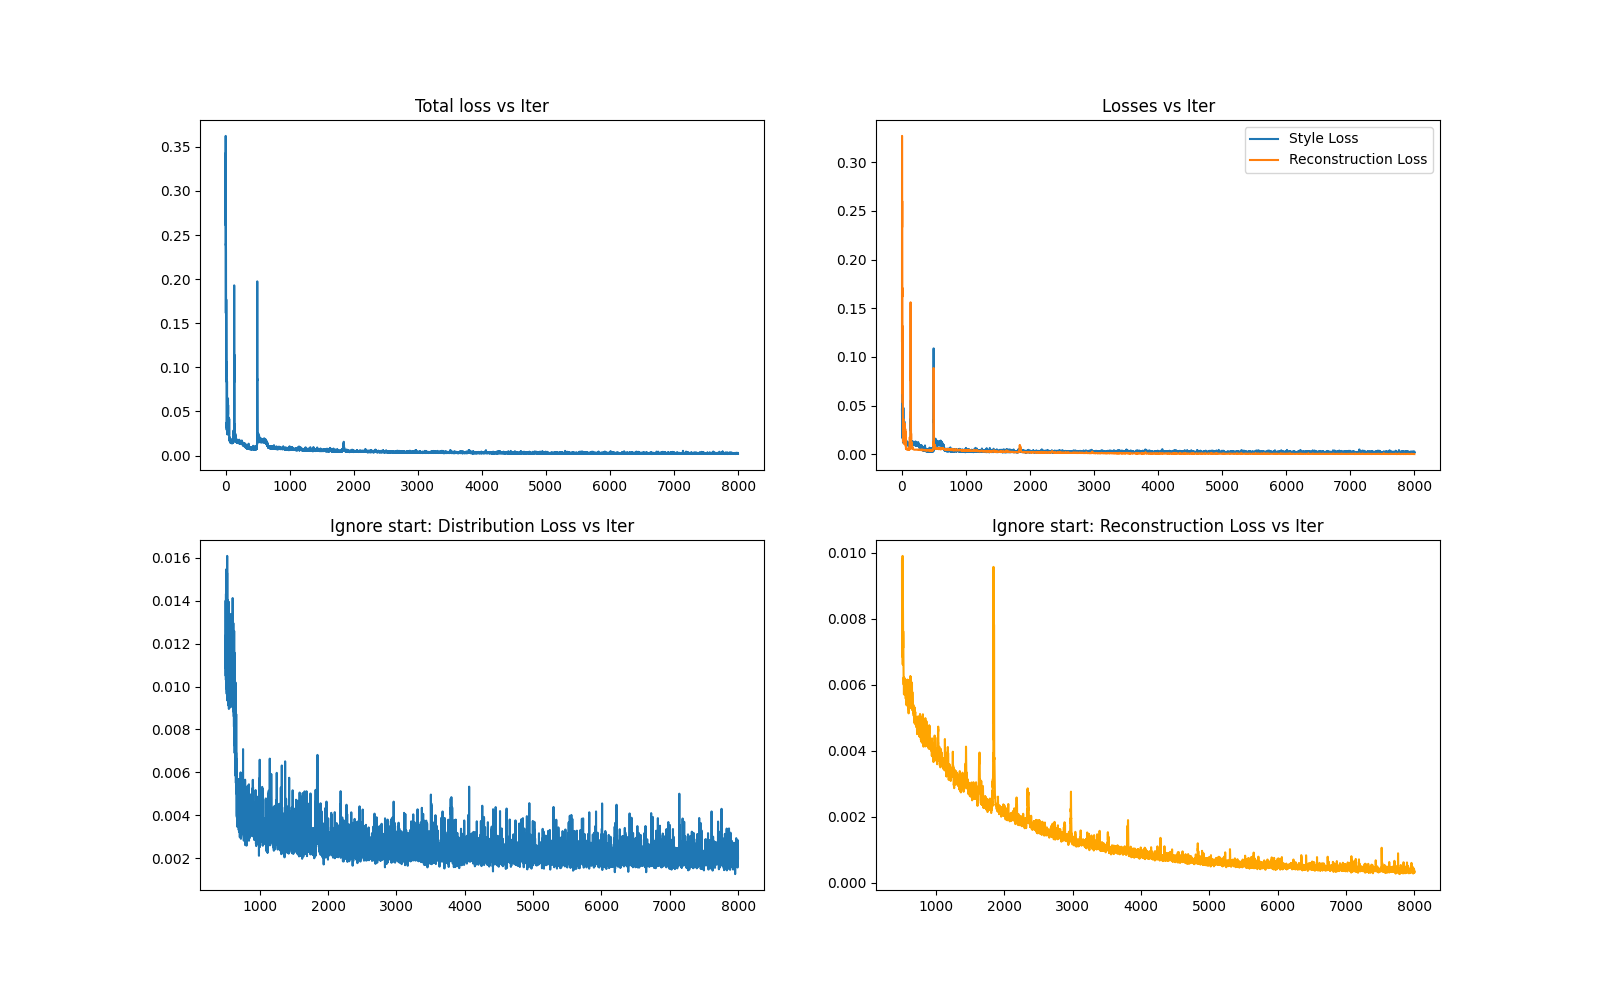 Total loss vs Iter
0.35
0.30
0.25
0.20
0.15
0.10
0.05
0.00
0 1000 2000 3000 4000 5000 6000 7000 8000
Losses vs Iter
Style Loss
Reconstruction Loss
0.30
0.25
0.20
0.15
0.10
0.05
0.00
0 1000 2000 3000 4000 5000 6000 7000 8000
Ignore start: Distribution Loss vs Iter
0.016
0.014
0.012
0.010
0.008
0.006
0.004
0.002
1000 2000 3000 4000 5000 6000 7000 8000
Ignore start: Reconstruction Loss vs Iter
0.010
0.008
0.006
0.004
0.002
0.000
1000 2000 3000 4000 5000 6000 7000 8000